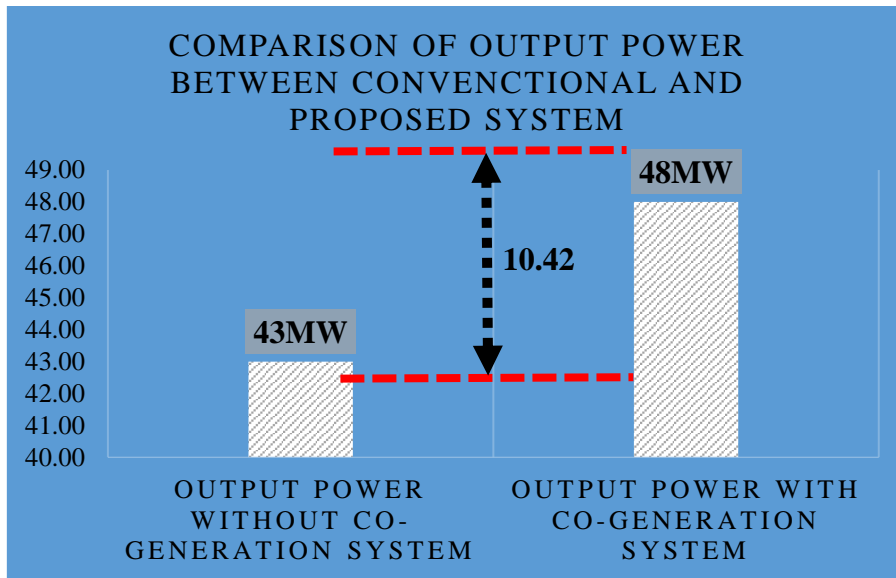 COMPARISON OF OUTPUT POWER
BETWEEN CONVENCTIONAL AND
PROPOSED SYSTEM
49.00
48.00
47.00
46.00
45.00
44.00
43.00
42.00
41.00
40.00
43MW
10.42
48MW
OUTPUT POWER
WITHOUT CO-
GENERATION SYSTEM
OUTPUT POWER WITH
CO-GENERATION
SYSTEM